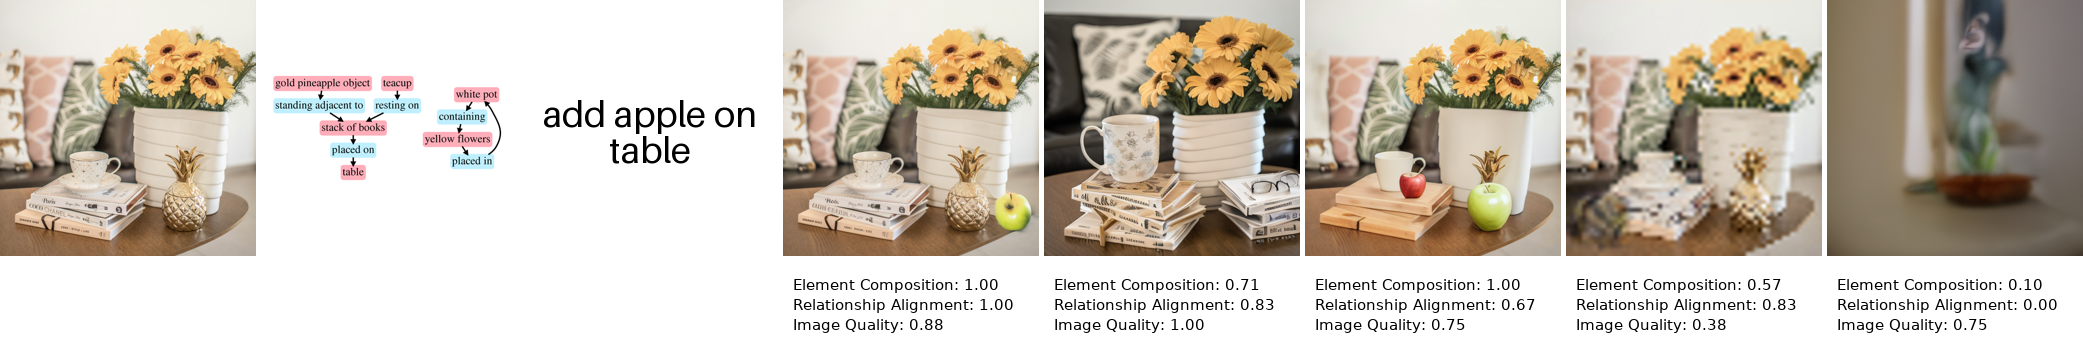 gold pineapple object
teacup
standing adjacent to
resting on
stack of books
placed on
table
white pot
containing
yellow flowers
placed in
add apple on
table
Element Composition: 1.00
Relationship Alignment: 1.00
Image Quality: 0.88
Element Composition: 0.71
Relationship Alignment: 0.83
Image Quality: 1.00
Element Composition: 1.00
Relationship Alignment: 0.67
Image Quality: 0.75
Element Composition: 0.57
Relationship Alignment: 0.83
Image Quality: 0.38
Element Composition: 0.10
Relationship Alignment: 0.00
Image Quality: 0.75